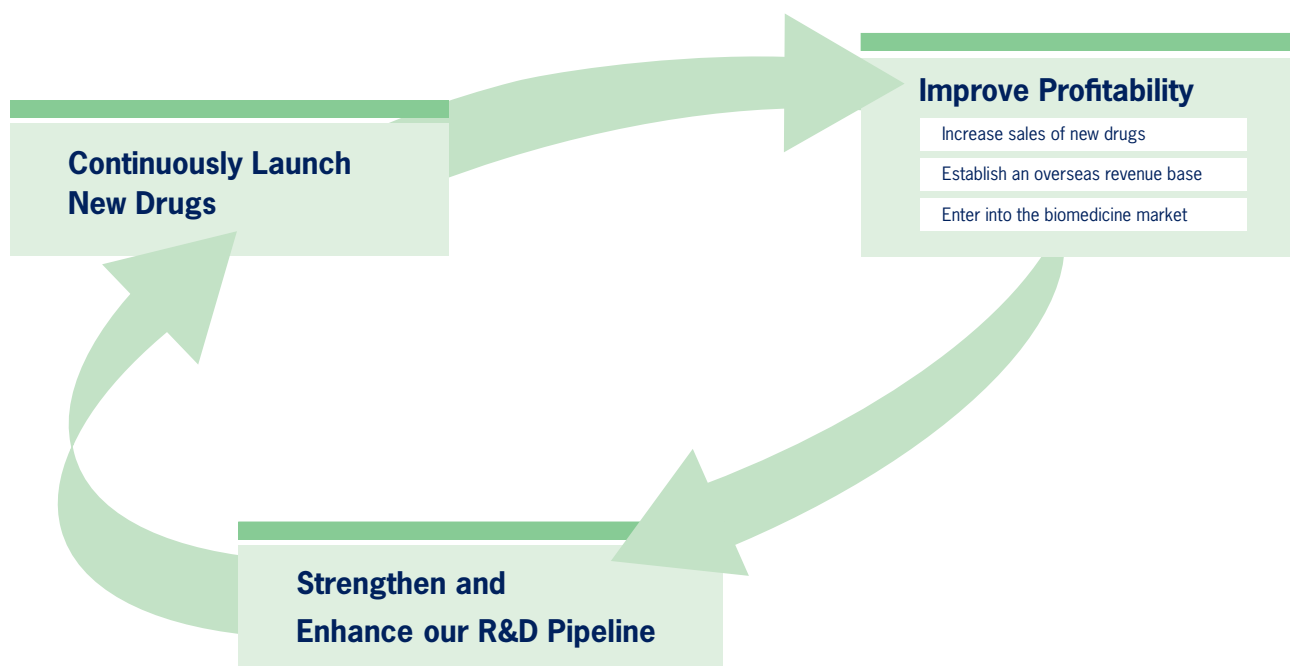 Continuously Launch
New Drugs
Improve Profitability
Increase sales of new drugs
Establish an overseas revenue base
Enter into the biomedicine market
Strengthen and
Enhance our R&D Pipeline